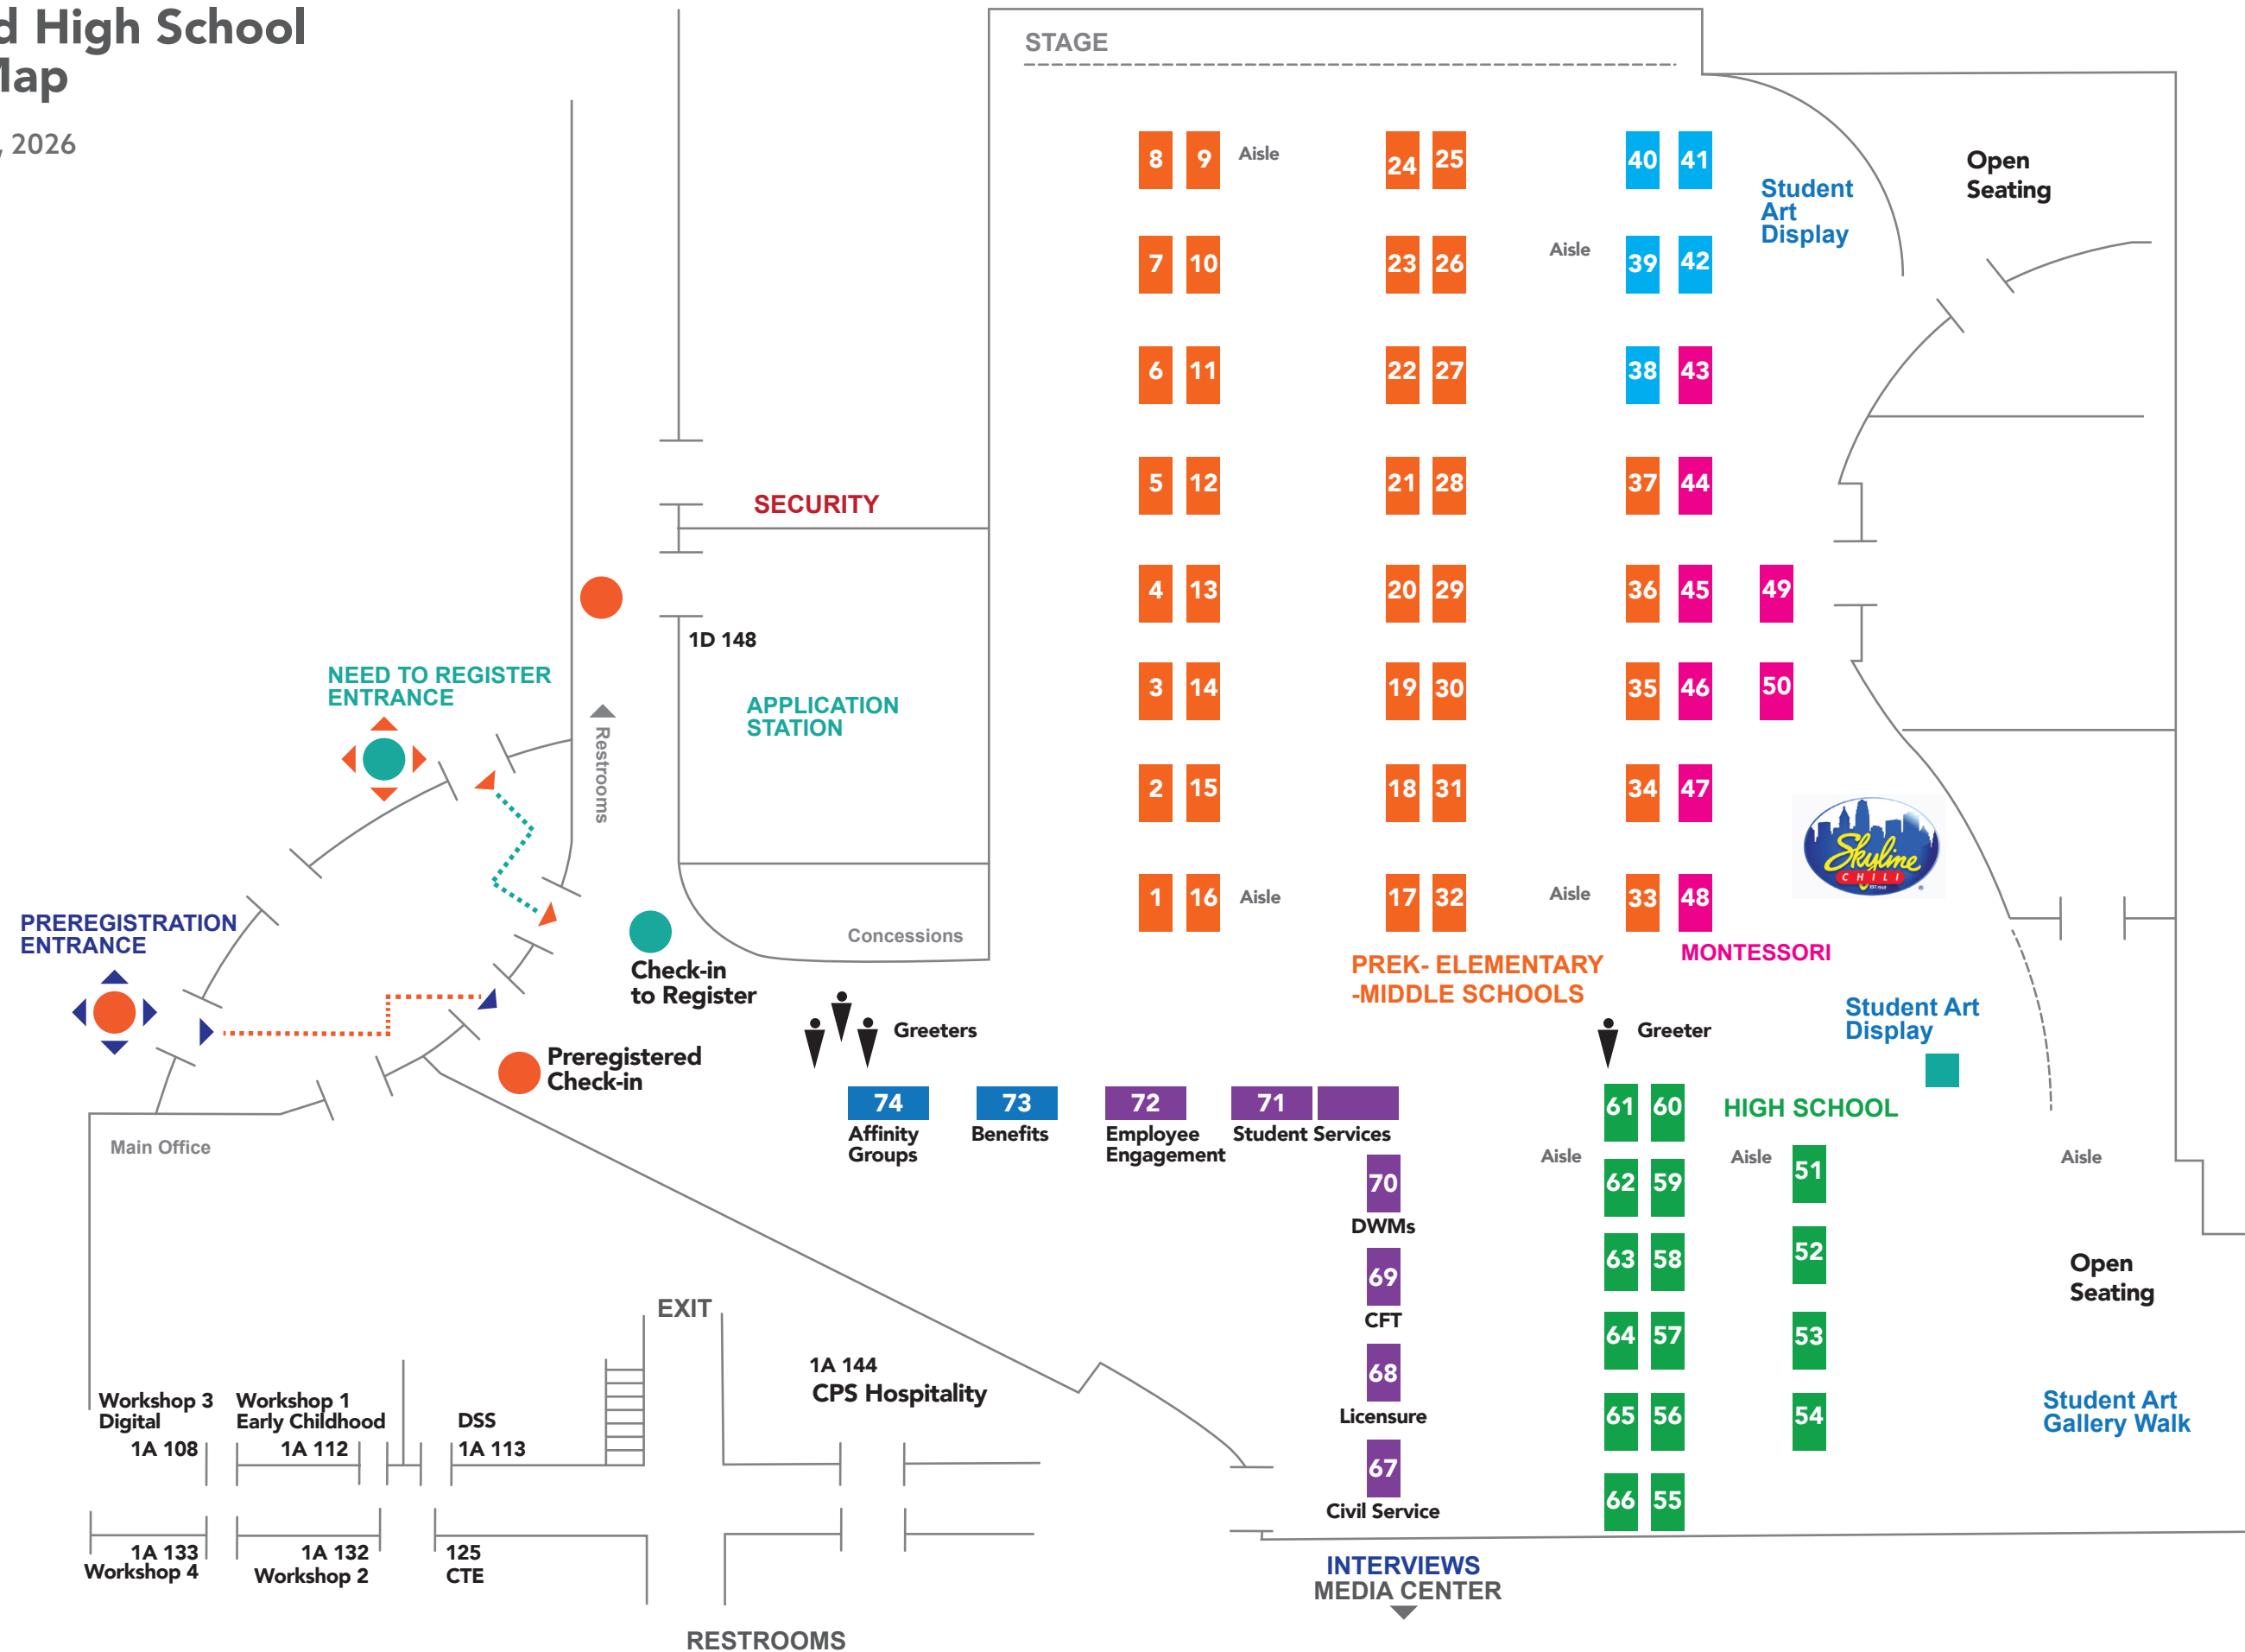 d High School
Map
, 2026
STAGE
8 9 Aisle 24 25 40 41
Student
Art
Display
Open
Seating
7 10 23 26 Aisle 39 42
6 11 22 27 38 43
5 12 21 28 37 44
SECURITY
4 13 20 29 36 45 49
1D 148
NEED TO REGISTER
ENTRANCE
3 14 19 30 35 46 50
APPLICATION
STATION
Restrooms
2 15 18 31 34 47
Skyline
CHILI
1 16 Aisle 17 32 Aisle 33 48
PREREGISTRATION
ENTRANCE
Concessions
MONTESSORI
PREK- ELEMENTARY
-MIDDLE SCHOOLS
Check-in
to Register
Student Art
Display
Greeters
Greeter
Preregistered
Check-in
74 73 72 71
Affinity
Groups
Benefits
Employee
Engagement
Student Services
61 60 HIGH SCHOOL
Main Office
Aisle Aisle 51 Aisle
70 62 59
DWMs
69 63 58 52
Open
Seating
CFT
EXIT
64 57 53
1A 144
CPS Hospitality
68
Licensure
65 56 54
Student Art
Gallery Walk
Workshop 3
Digital
1A 108
Workshop 1
Early Childhood
1A 112
DSS
1A 113
67 66 55
Civil Service
1A 133
Workshop 4
1A 132
Workshop 2
125
CTE
INTERVIEWS
MEDIA CENTER
RESTROOMS